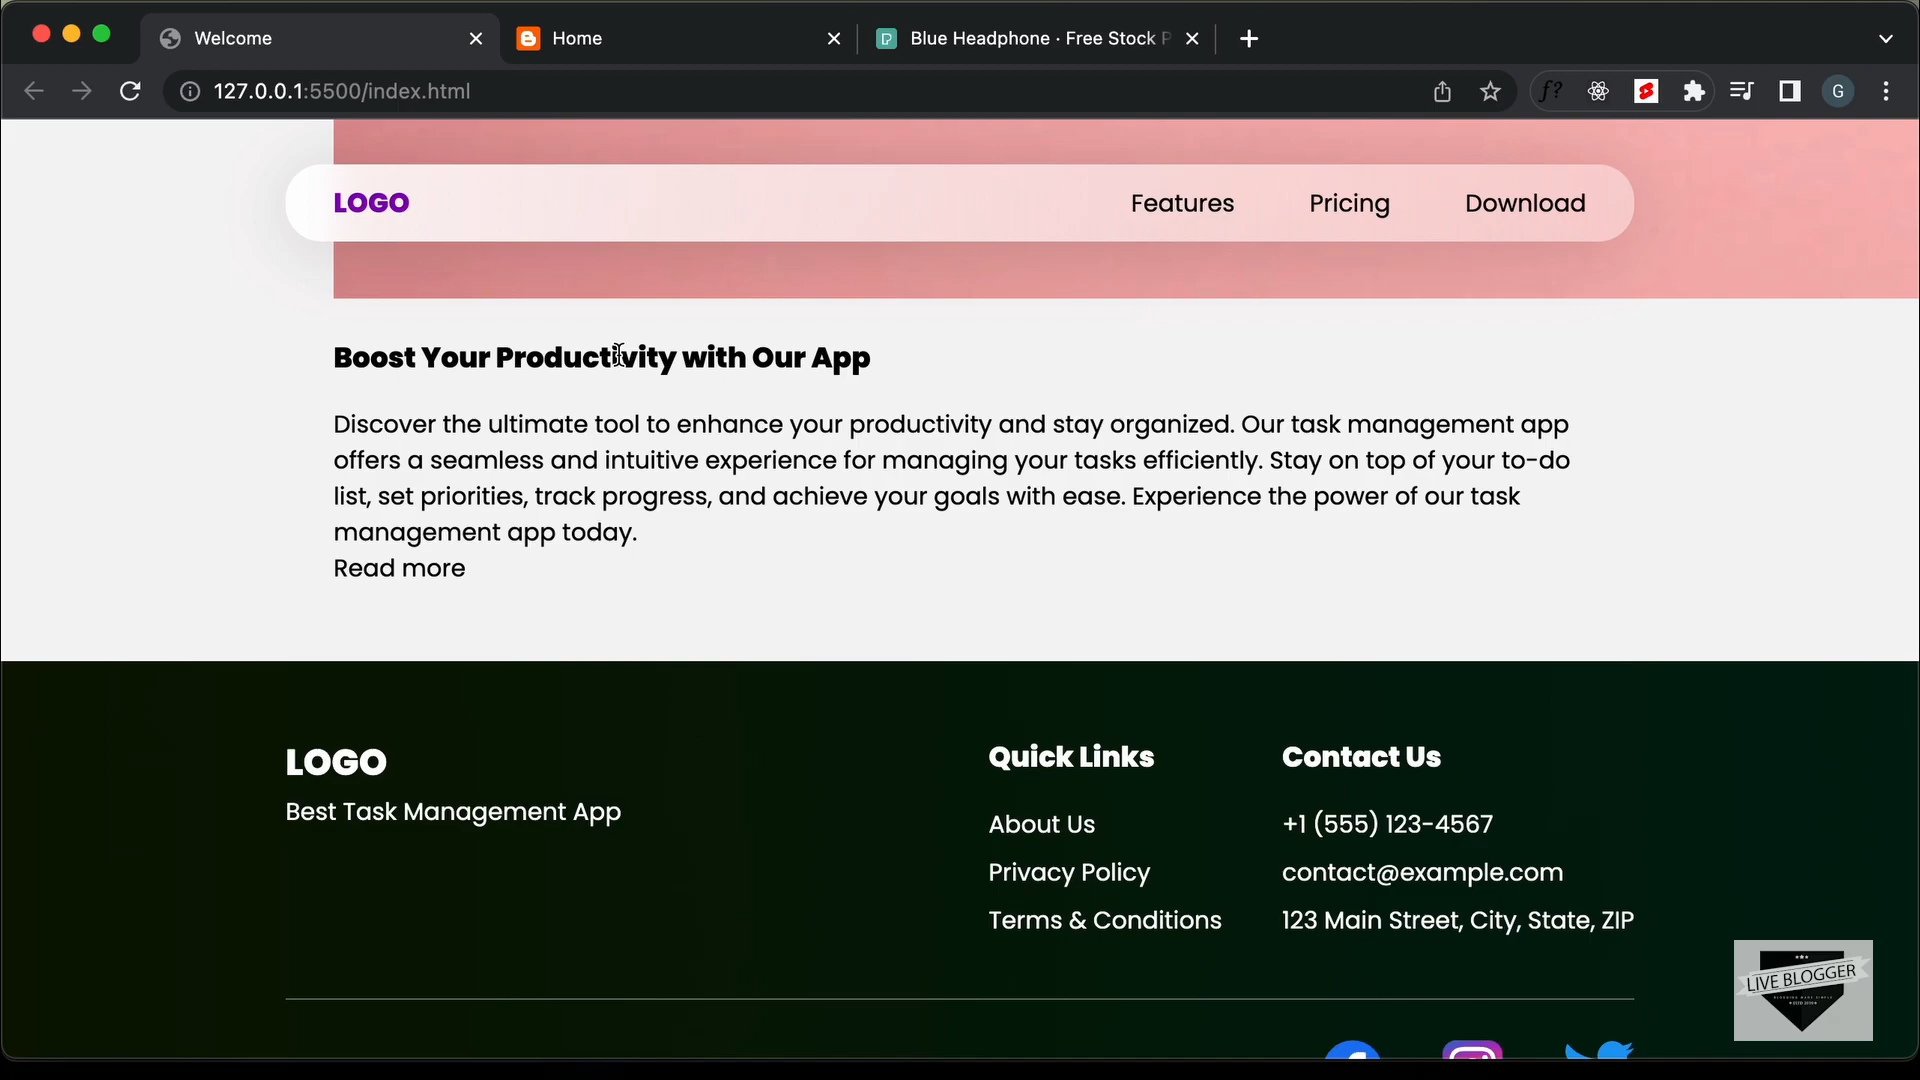 Welcome
Home
Blue Headphone · Free Stock P
127.0.0.1:5500/index.html
f?
G
LOGO
Features
Pricing
Download
Boost Your Productivity with Our App
Discover the ultimate tool to enhance your productivity and stay organized. Our task management app
offers a seamless and intuitive experience for managing your tasks efficiently. Stay on top of your to-do
list, set priorities, track progress, and achieve your goals with ease. Experience the power of our task
management app today.
Read more
LOGO
Best Task Management App
Quick Links
About Us
Privacy Policy
Terms & Conditions
Contact Us
+1 (555) 123-4567
contact@example.com
123 Main Street, City, State, ZIP
LIVE BLOGGER